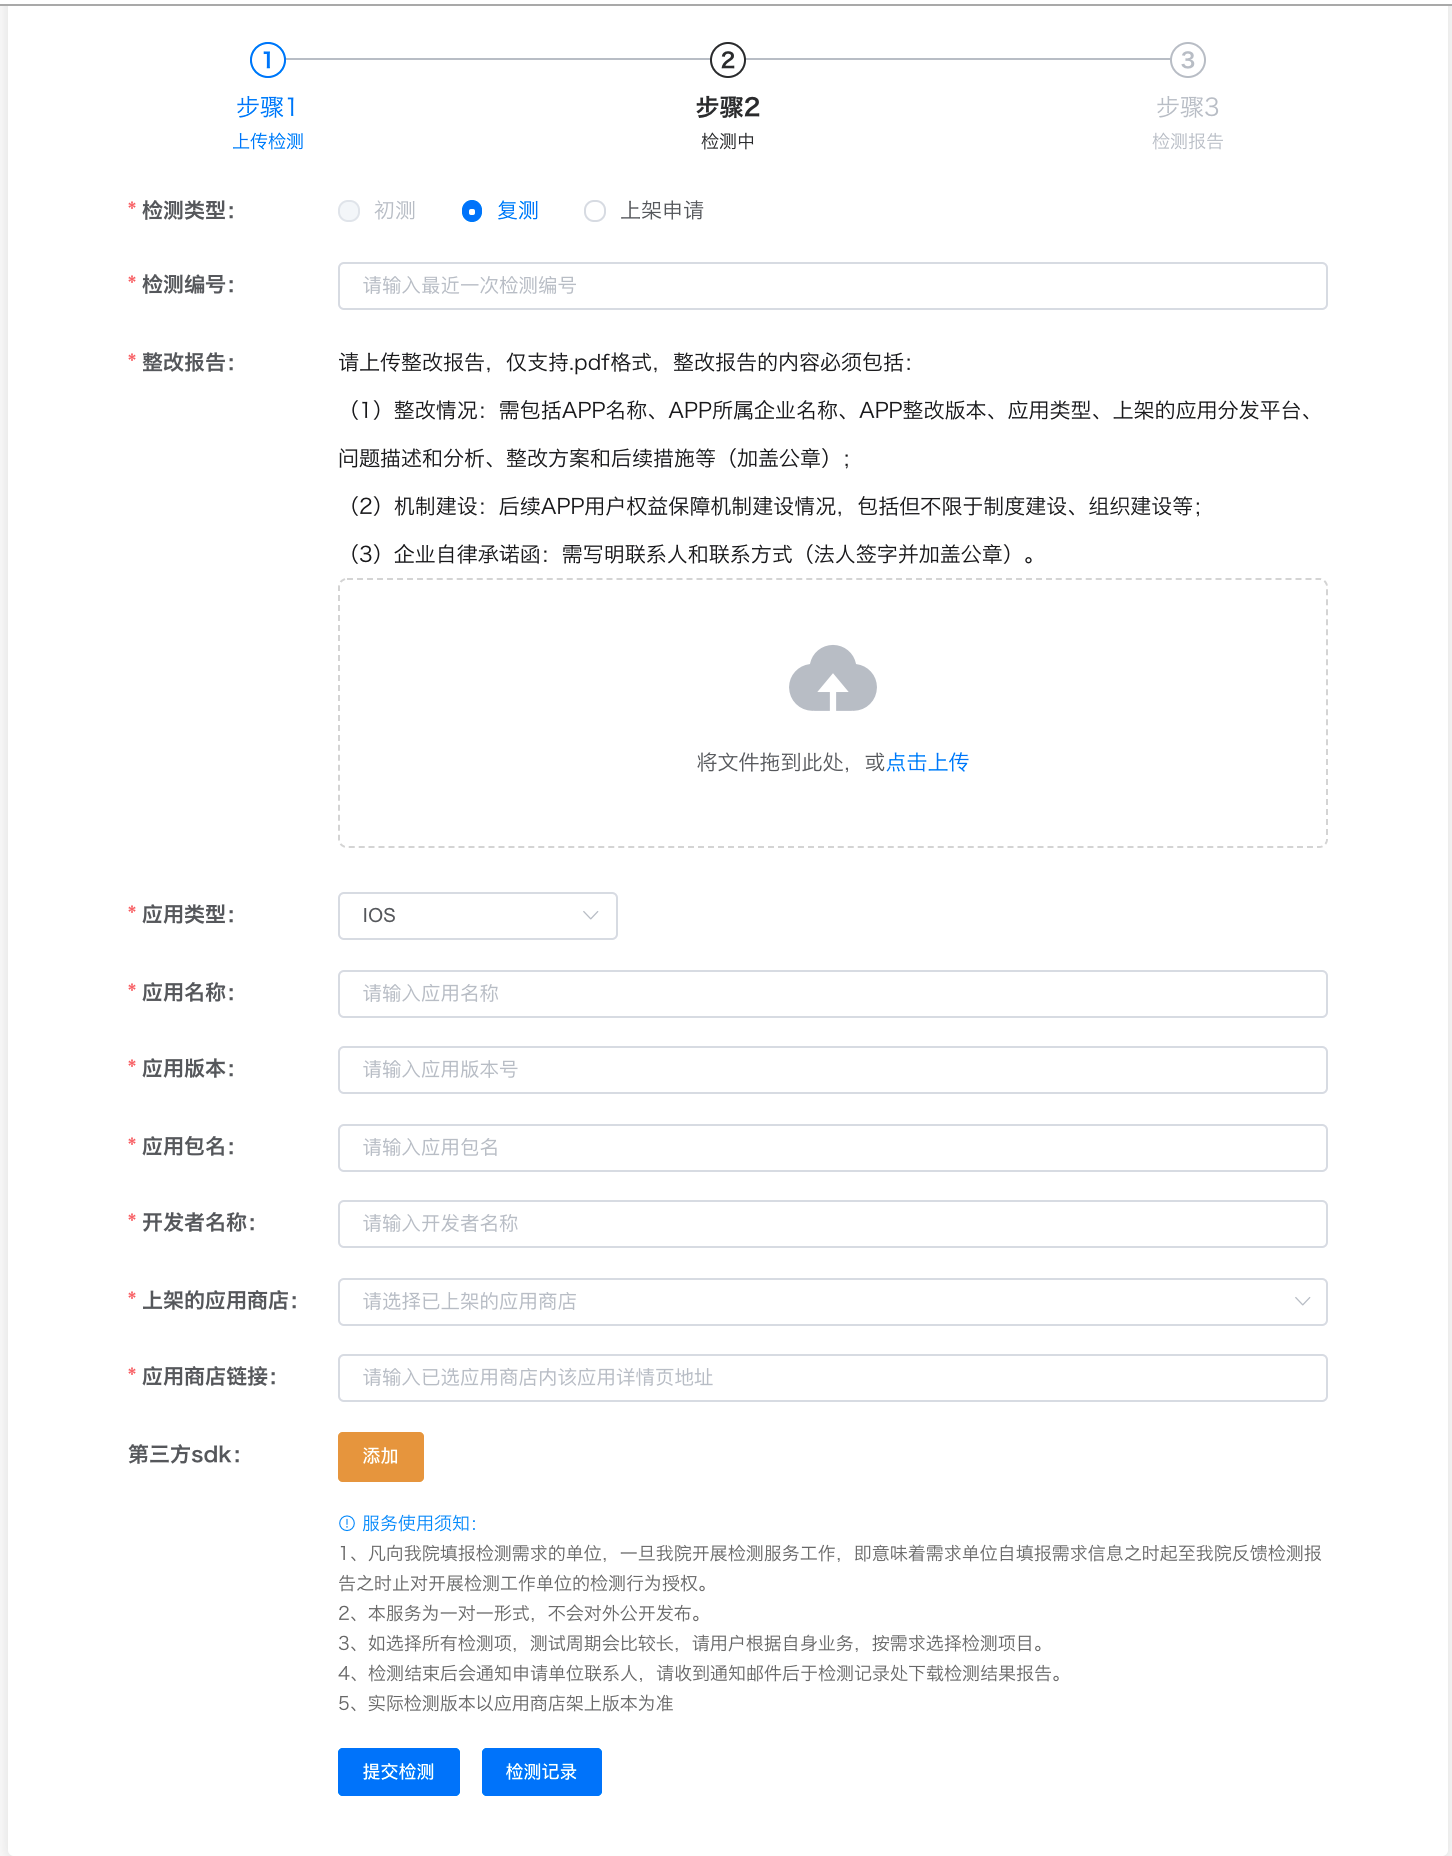 1
2
3
步骤1
步骤2
步骤3
上传检测
检测中
检测报告
* 检测类型：
初测
复测
上架申请
* 检测编号：
请输入最近一次检测编号
* 整改报告：
请上传整改报告，仅支持.pdf格式，整改报告的内容必须包括：
（1）整改情况：需包括APP名称、APP所属企业名称、APP整改版本、应用类型、上架的应用分发平台、
问题描述和分析、整改方案和后续措施等（加盖公章）；
（2）机制建设：后续APP用户权益保障机制建设情况，包括但不限于制度建设、组织建设等；
（3）企业自律承诺函：需写明联系人和联系方式（法人签字并加盖公章）。
将文件拖到此处，或点击上传
* 应用类型：
IOS
* 应用名称：
请输入应用名称
* 应用版本：
请输入应用版本号
* 应用包名：
请输入应用包名
* 开发者名称：
请输入开发者名称
* 上架的应用商店：
请选择已上架的应用商店
* 应用商店链接：
请输入已选应用商店内该应用详情页地址
第三方sdk：
添加
服务使用须知：
1、凡向我院填报检测需求的单位，一旦我院开展检测服务工作，即意味着需求单位自填报需求信息之时起至我院反馈检测报
告之时止对开展检测工作单位的检测行为授权。
2、本服务为一对一形式，不会对外公开发布。
3、如选择所有检测项，测试周期会比较长，请用户根据自身业务，按需求选择检测项目。
4、检测结束后会通知申请单位联系人，请收到通知邮件后于检测记录处下载检测结果报告。
5、实际检测版本以应用商店架上版本为准
提交检测
检测记录